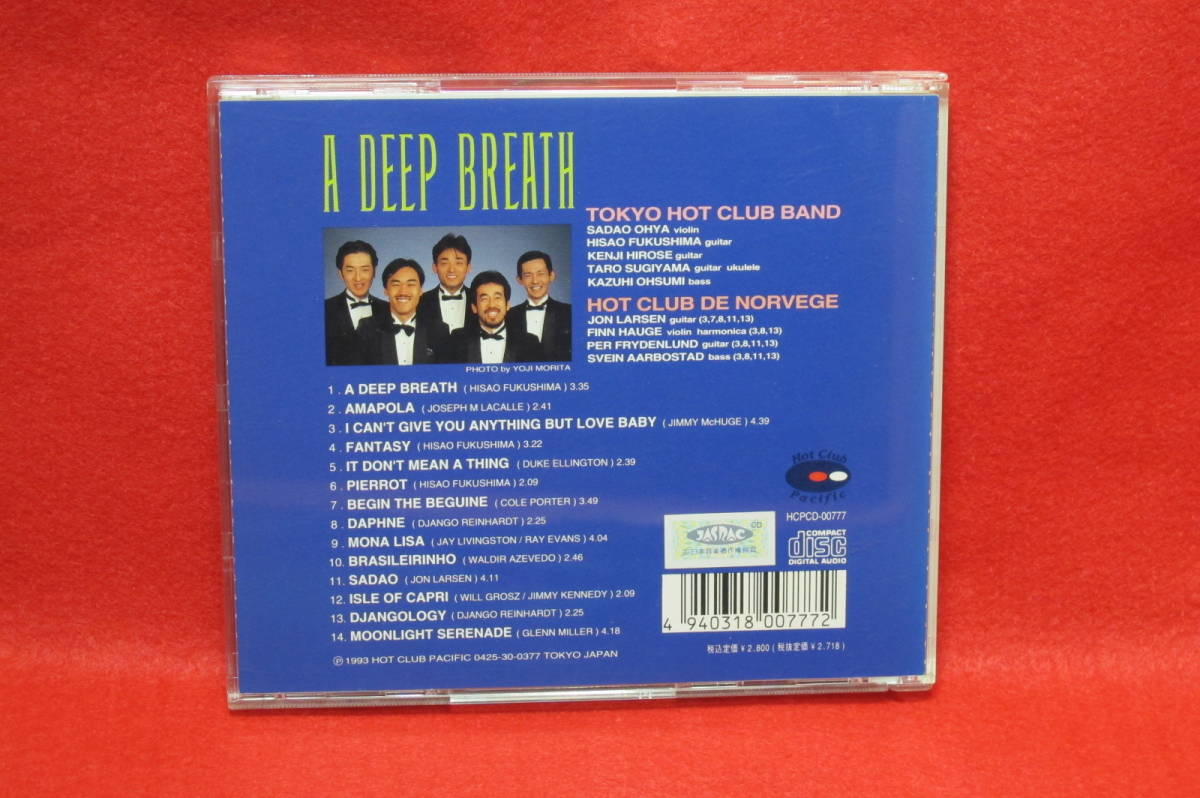 A DEEP BREATH
TOKYO HOT CLUB BAND
SADAO OHYA violin
HISAO FUKUSHIMA guitar
KENJI HIROSE guitar
TARO SUGIYAMA guitar ukulele
KAZUHI OHSUMI bass
HOT CLUB DE NORVEGE
JON LARSEN guitar (3,7,8,11,13)
FINN HAUGE violin harmonica (3,8,13)
PER FRYDENLUND guitar (3,8,11,13)
SVEIN AARBOSTAD bass (3,8,11,13)
PHOTO by YOJI MORITA
1. A DEEP BREATH (HISAO FUKUSHIMA) 3.35
2. AMAPOLA (JOSEPH M LACALLE) 2.41
3. I CAN'T GIVE YOU ANYTHING BUT LOVE BABY (JIMMY McHUGE) 4.39
4. FANTASY (HISAO FUKUSHIMA) 3.22
5. IT DON'T MEAN A THING (DUKE ELLINGTON) 2.39
6. PIERROT (HISAO FUKUSHIMA) 2.09
7. BEGIN THE BEGUINE (COLE PORTER) 3.49
8. DAPHNE (DJANGO REINHARDT) 2.25
9. MONA LISA (JAY LIVINGSTON / RAY EVANS) 4.04
10. BRASILEIRINHO (WALDIR AZEVEDO) 2.46
11. SADAO (JON LARSEN) 4.11
12. ISLE OF CAPRI (WILL GROSZ / JIMMY KENNEDY) 2.09
13. DJANGOLOGY (DJANGO REINHARDT) 2.25
14. MOONLIGHT SERENADE (GLENN MILLER) 4.18
Ⓟ 1993 HOT CLUB PACIFIC 0425-30-0377 TOKYO JAPAN
Hot Club
Pacific
HCPCD-00777
CD
JASRAC
日本音楽著作権協会
COMPACT
disc
DIGITAL AUDIO
4 940318 007772
税込定価¥2.800(税抜定価¥2.718)